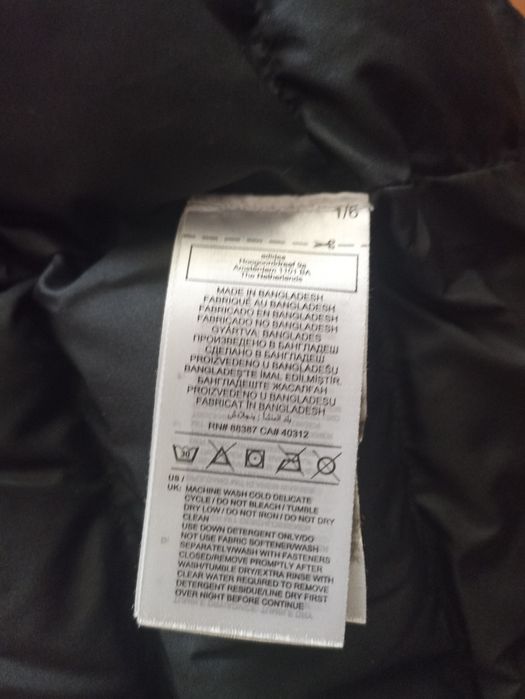 1/6
adidas
Hoogoorddreef 9a
Amsterdam 1101 BA
The Netherlands
MADE IN BANGLADESH
FABRIQUÉ AU BANGLADESH
FABRICADO EN BANGLADESH
FABRICADO NO BANGLADESH
GYÁRTVA: BANGLADES
ПРОИЗВЕДЕНО В БАНГЛАДЕШ
СДЕЛАНО В БАНГЛАДЕШ
PROIZVEDENO U BANGLADEŠU
BANGLADEŞ'TE İMAL EDİLMİŞTİR.
БАНГЛАДЕШТЕ ЖАСАЛҒАН
PROIZVEDENO U BANGLADEŠU
FABRICAT ÎN BANGLADESH
بلد المنشأ: بنجلاديش
RN# 88387 CA# 40312
30
US /
UK: MACHINE WASH COLD DELICATE
CYCLE / DO NOT BLEACH / TUMBLE
DRY LOW / DO NOT IRON / DO NOT DRY
CLEAN
USE DOWN DETERGENT ONLY/DO
NOT USE FABRIC SOFTENER/WASH
SEPARATELY/WASH WITH FASTENERS
CLOSED/REMOVE PROMPTLY AFTER
WASH/TUMBLE DRY/EXTRA RINSE WITH
CLEAR WATER REQUIRED TO REMOVE
DETERGENT RESIDUE/LINE DRY FIRST
OVER NIGHT BEFORE CONTINUE